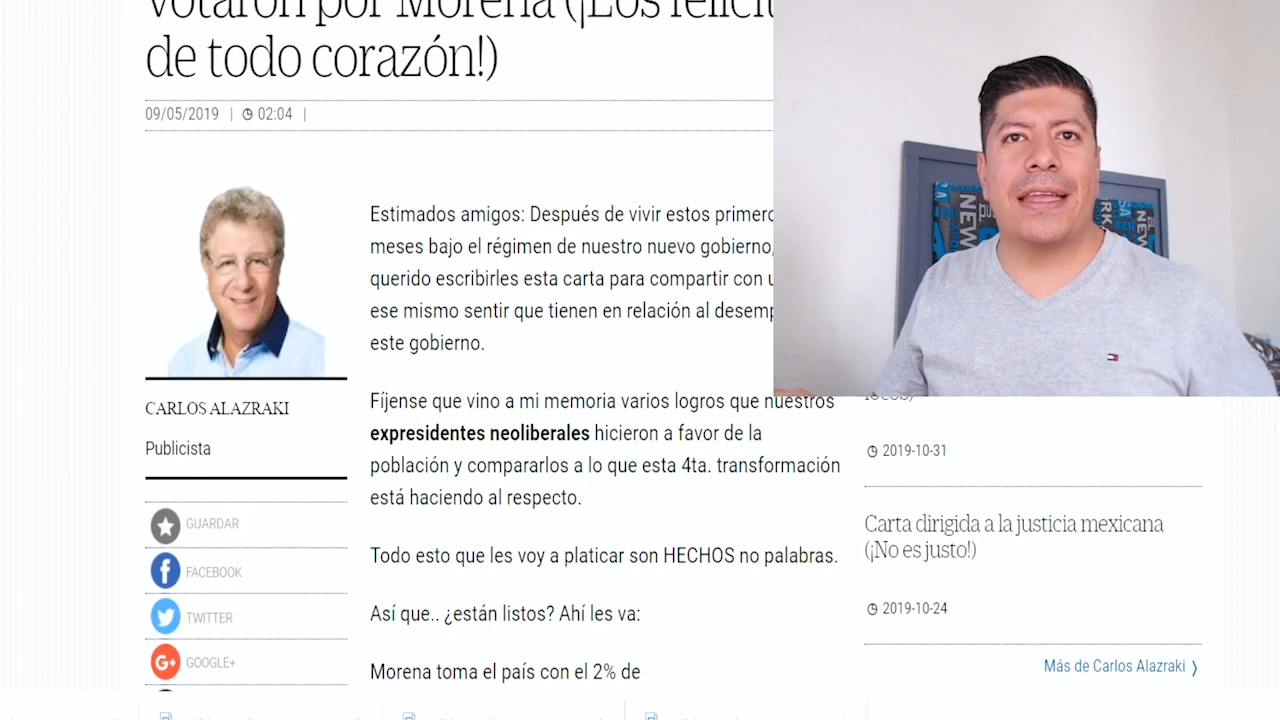 votaron por Morena (¡Los
de todo corazón!)
09/05/2019 | 02:04 |
Estimados amigos: Después de vivir estos
meses bajo el régimen de nuestro nuevo gobierno,
querido escribirles esta carta para compartir con
ese mismo sentir que tienen en relación al
este gobierno.
CARLOS ALAZRAKI
Publicista
Fíjense que vino a mi memoria varios logros que nuestros
expresidentes neoliberales hicieron a favor de la
población y compararlos a lo que esta 4ta. transformación
está haciendo al respecto.
Todo esto que les voy a platicar son HECHOS no palabras.
Así que.. ¿están listos? Ahí les va:
Morena toma el país con el 2% de
GUARDAR
FACEBOOK
TWITTER
G+ GOOGLE+
2019-10-31
Carta dirigida a la justicia mexicana
(¡No es justo!)
2019-10-24
Más de Carlos Alazraki ❭
NEW
NEW